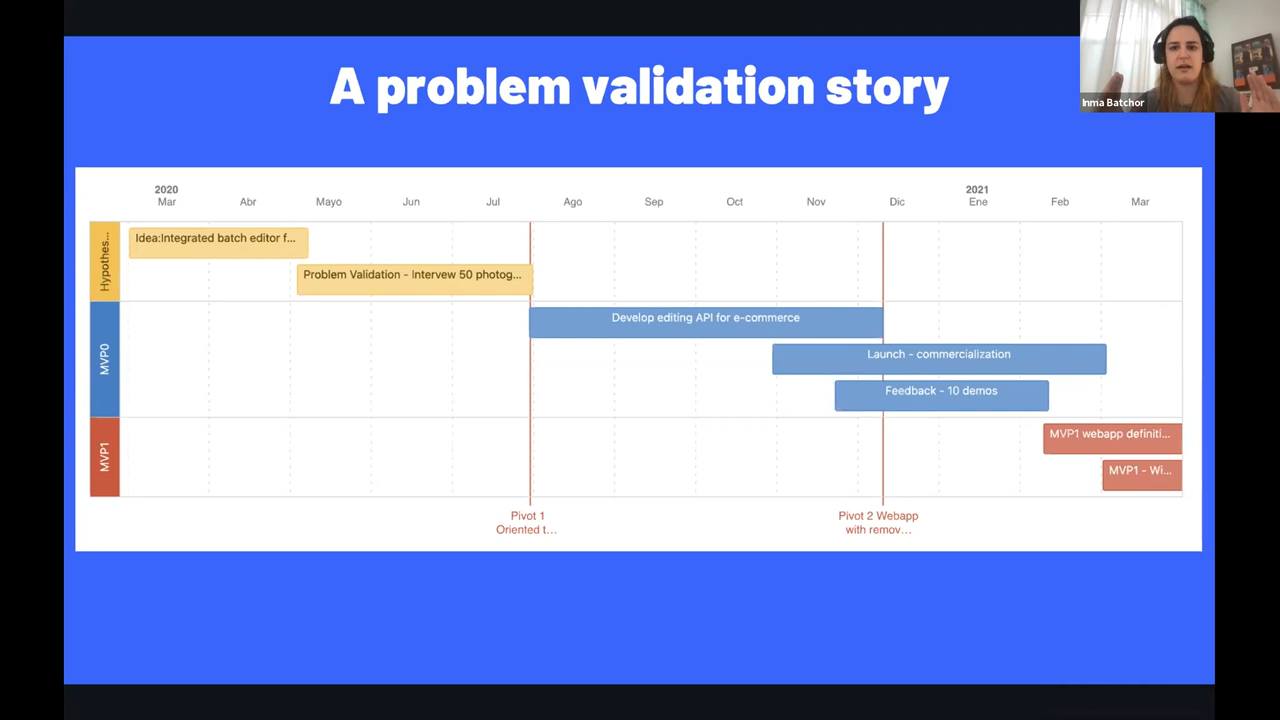 A problem validation story
Inma Batchor
2020
2021
Mar Abr Mayo Jun Jul Ago Sep Oct Nov Dic Ene Feb Mar
Hypothes...
Idea:Integrated batch editor f...
Problem Validation - Intervew 50 photog...
MVP0
Develop editing API for e-commerce
Launch - commercialization
Feedback - 10 demos
MVP1
MVP1 webapp definiti...
MVP1 - Wi...
Pivot 1
Oriented t...
Pivot 2 Webapp
with remov...